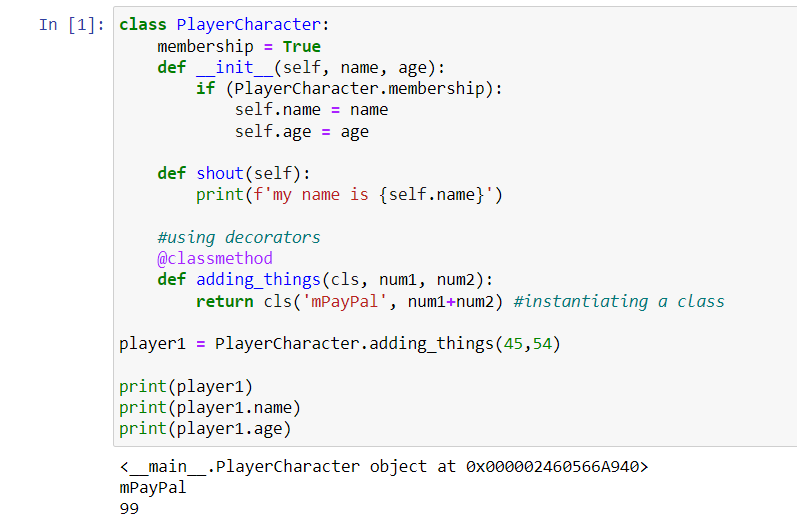 In [1]: class PlayerCharacter:
    membership = True
    def __init__(self, name, age):
        if (PlayerCharacter.membership):
            self.name = name
            self.age = age

    def shout(self):
        print(f'my name is {self.name}')

    #using decorators
    @classmethod
    def adding_things(cls, num1, num2):
        return cls('mPayPal', num1+num2) #instantiating a class

player1 = PlayerCharacter.adding_things(45,54)

print(player1)
print(player1.name)
print(player1.age)

<__main__.PlayerCharacter object at 0x000002460566A940>
mPayPal
99